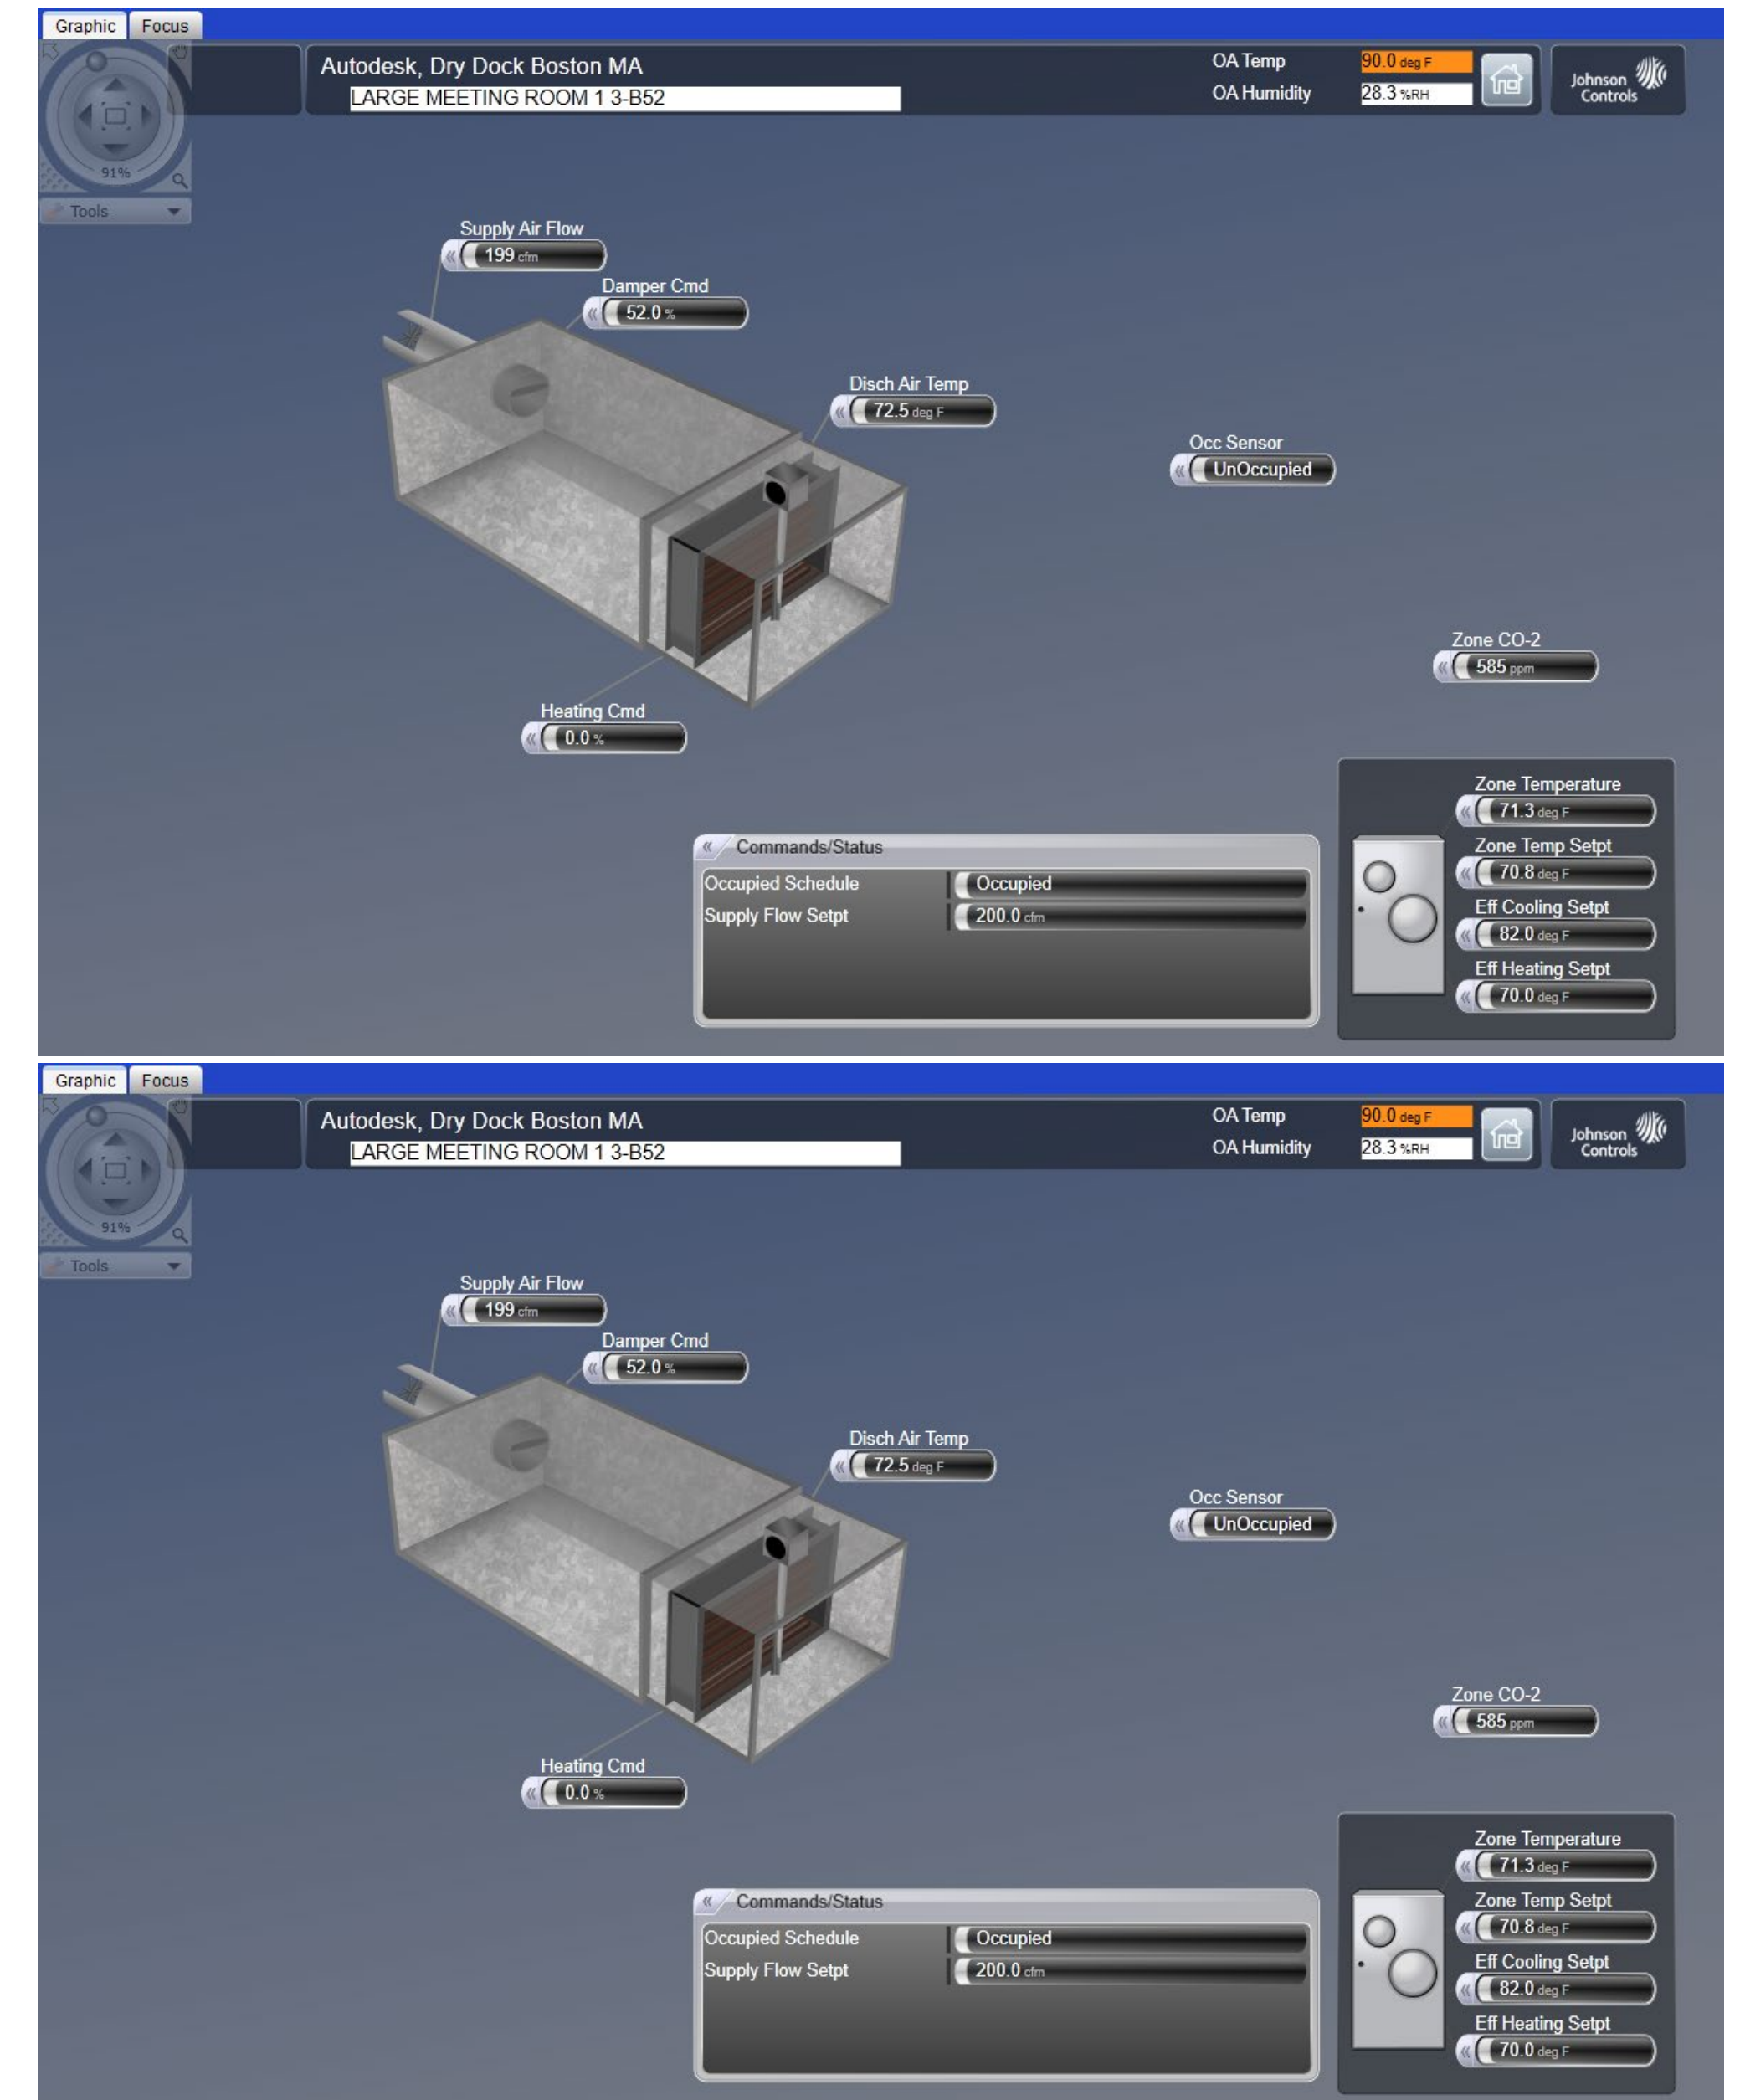 Graphic Focus
Autodesk, Dry Dock Boston MA
LARGE MEETING ROOM 1 3-B52
OA Temp 90.0 deg F
OA Humidity 28.3 %RH
Johnson Controls
91%
Tools
Supply Air Flow
199 cfm
Damper Cmd
52.0 %
Disch Air Temp
72.5 deg F
Occ Sensor
UnOccupied
Zone CO-2
585 ppm
Heating Cmd
0.0 %
Zone Temperature
71.3 deg F
Zone Temp Setpt
70.8 deg F
Eff Cooling Setpt
82.0 deg F
Eff Heating Setpt
70.0 deg F
Commands/Status
Occupied Schedule Occupied
Supply Flow Setpt 200.0 cfm
Graphic Focus
Autodesk, Dry Dock Boston MA
LARGE MEETING ROOM 1 3-B52
OA Temp 90.0 deg F
OA Humidity 28.3 %RH
Johnson Controls
91%
Tools
Supply Air Flow
199 cfm
Damper Cmd
52.0 %
Disch Air Temp
72.5 deg F
Occ Sensor
UnOccupied
Zone CO-2
585 ppm
Heating Cmd
0.0 %
Zone Temperature
71.3 deg F
Zone Temp Setpt
70.8 deg F
Eff Cooling Setpt
82.0 deg F
Eff Heating Setpt
70.0 deg F
Commands/Status
Occupied Schedule Occupied
Supply Flow Setpt 200.0 cfm